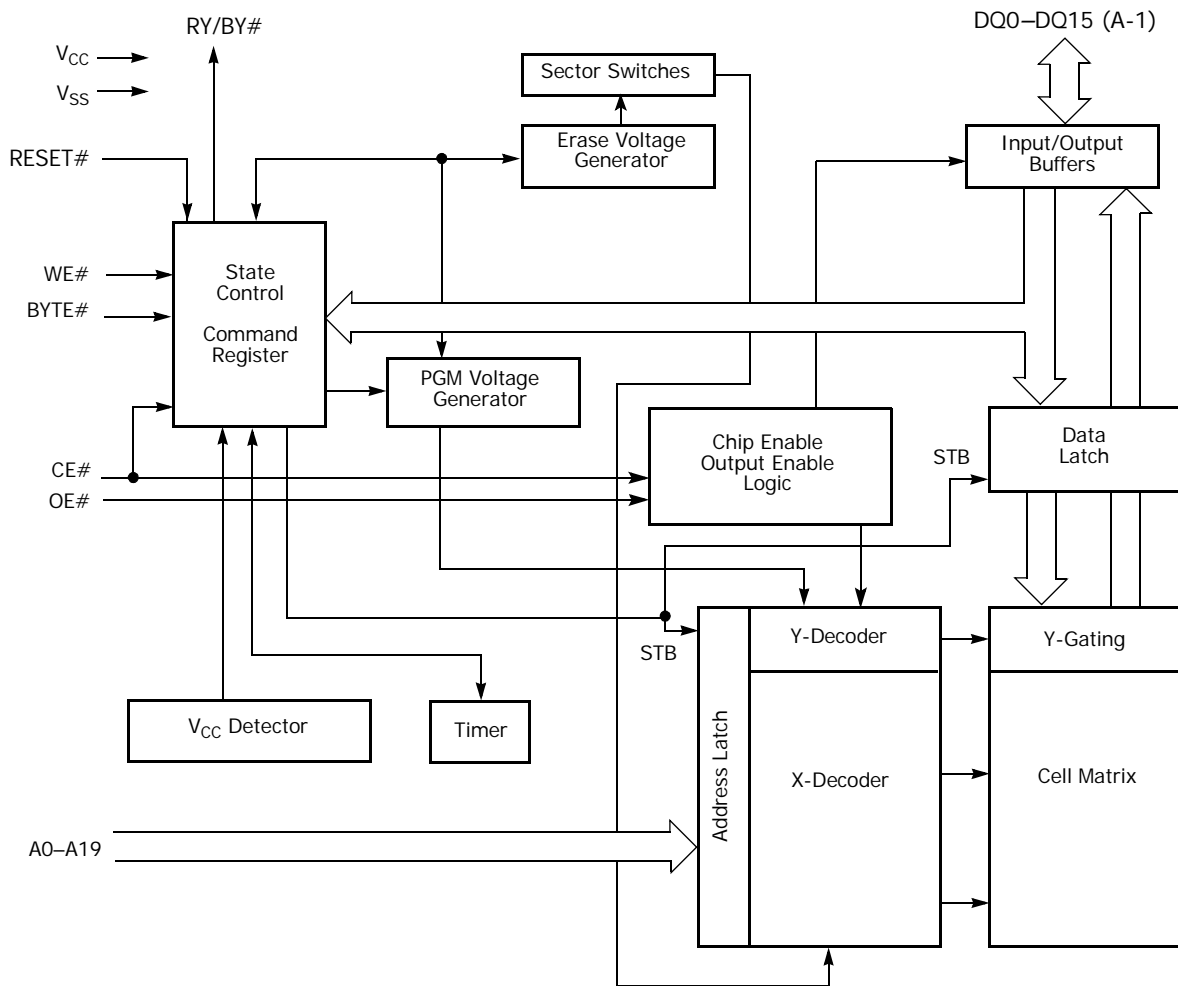 RY/BY#
DQ0–DQ15 (A-1)
VCC
VSS
Sector Switches
Erase Voltage
Generator
Input/Output
Buffers
RESET#
WE#
BYTE#
State
Control
Command
Register
PGM Voltage
Generator
Chip Enable
Output Enable
Logic
Data
Latch
STB
CE#
OE#
STB
Address Latch
Y-Decoder
Y-Gating
VCC Detector
Timer
X-Decoder
Cell Matrix
A0–A19